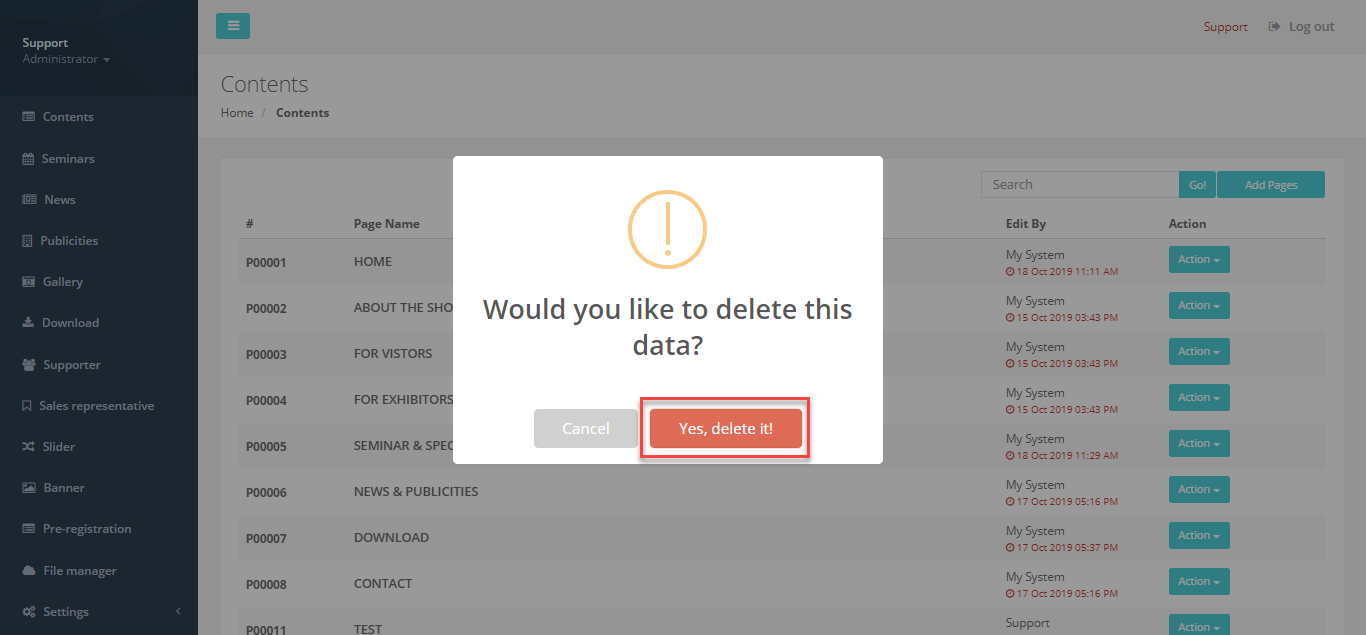 Support
Administrator
Contents
Seminars
News
Publicities
Gallery
Download
Supporter
Sales representative
Slider
Banner
Pre-registration
File manager
Settings
Support Log out
Contents
Home / Contents
Search Go! Add Pages
# Page Name Edit By Action
P00001 HOME My System Action
18 Oct 2019 11:11 AM
P00002 ABOUT THE SHO My System Action
15 Oct 2019 03:43 PM
P00003 FOR VISTORS My System Action
15 Oct 2019 03:43 PM
P00004 FOR EXHIBITORS My System Action
15 Oct 2019 03:43 PM
P00005 SEMINAR & SPEC My System Action
18 Oct 2019 11:29 AM
P00006 NEWS & PUBLICITIES My System Action
17 Oct 2019 05:16 PM
P00007 DOWNLOAD My System Action
17 Oct 2019 05:37 PM
P00008 CONTACT My System Action
17 Oct 2019 05:16 PM
P00011 TEST Support Action
Would you like to delete this
data?
Cancel Yes, delete it!